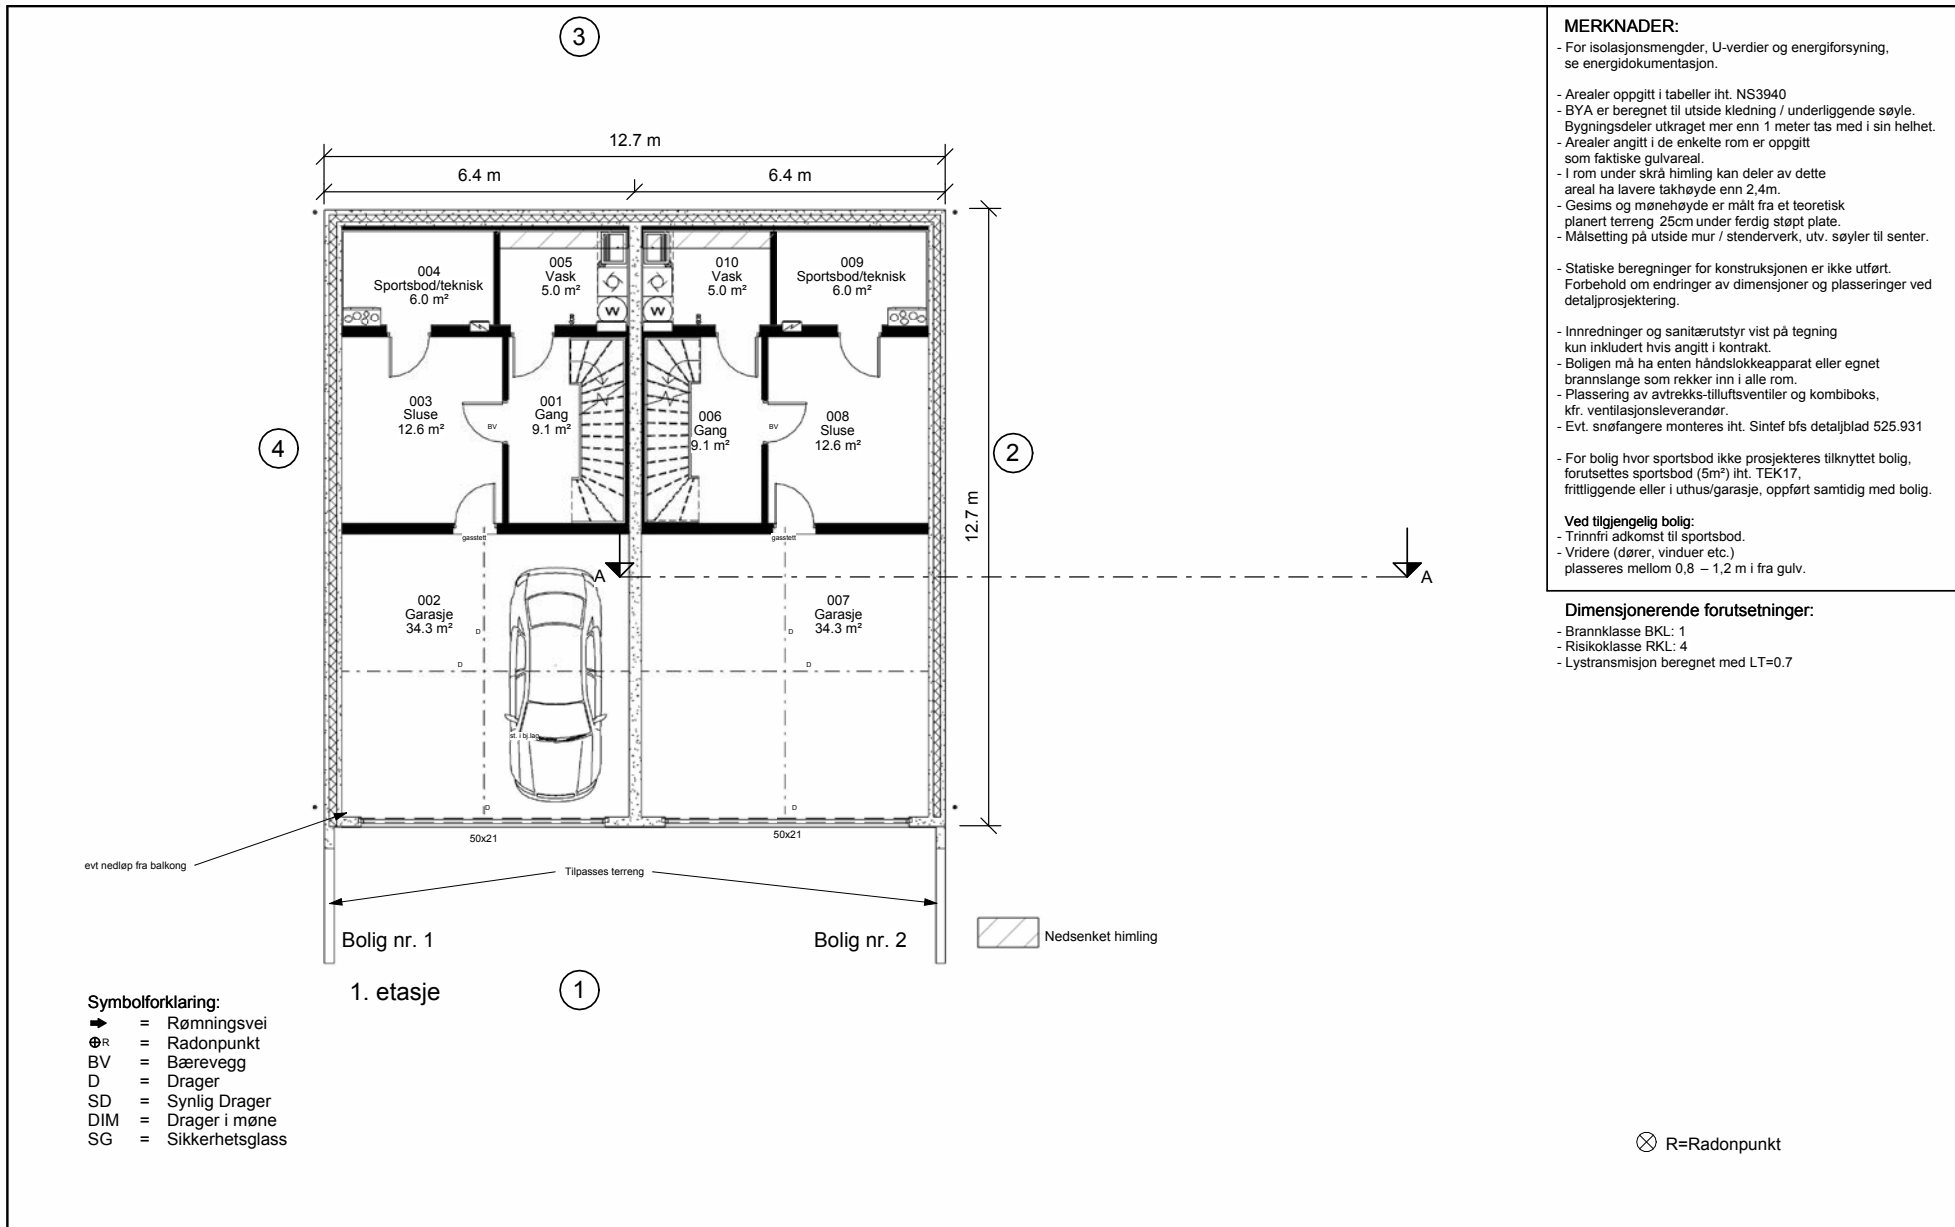 3
12.7 m
6.4 m
6.4 m
004
Sportsbod/teknisk
6.0 m²
005
Vask
5.0 m²
010
Vask
5.0 m²
009
Sportsbod/teknisk
6.0 m²
W
W
003
Sluse
12.6 m²
BV
001
Gang
9.1 m²
006
Gang
9.1 m²
BV
008
Sluse
12.6 m²
4
2
12.7 m
gasstett
gasstett
A
A
002
Garasje
34.3 m²
D
D
007
Garasje
34.3 m²
D
D
st. i bj.lag
D
D
50x21
50x21
evt nedløp fra balkong
Tilpasses terreng
Bolig nr. 1
Bolig nr. 2
Nedsenket himling
1. etasje
1
Symbolforklaring:
= Rømningsvei
R = Radonpunkt
BV = Bærevegg
D = Drager
SD = Synlig Drager
DIM = Drager i møne
SG = Sikkerhetsglass
MERKNADER:
- For isolasjonsmengder, U-verdier og energiforsyning,
se energidokumentasjon.
- Arealer oppgitt i tabeller iht. NS3940
- BYA er beregnet til utside kledning / underliggende søyle.
Bygningsdeler utkraget mer enn 1 meter tas med i sin helhet.
- Arealer angitt i de enkelte rom er oppgitt
som faktiske gulvareal.
- I rom under skrå himling kan deler av dette
areal ha lavere takhøyde enn 2,4m.
- Gesims og mønehøyde er målt fra et teoretisk
planert terreng 25cm under ferdig støpt plate.
- Målsetting på utside mur / stenderverk, utv. søyler til senter.
- Statiske beregninger for konstruksjonen er ikke utført.
Forbehold om endringer av dimensjoner og plasseringer ved
detaljprosjektering.
- Innredninger og sanitærutstyr vist på tegning
kun inkludert hvis angitt i kontrakt.
- Boligen må ha enten håndslokkeapparat eller egnet
brannslange som rekker inn i alle rom.
- Plassering av avtrekks-tilluftsventiler og kombiboks,
kfr. ventilasjonsleverandør.
- Evt. snøfangere monteres iht. Sintef bfs detaljblad 525.931
- For bolig hvor sportsbod ikke prosjekteres tilknyttet bolig,
forutsettes sportsbod (5m²) iht. TEK17,
frittliggende eller i uthus/garasje, oppført samtidig med bolig.
Ved tilgjengelig bolig:
- Trinnfri adkomst til sportsbod.
- Vridere (dører, vinduer etc.)
plasseres mellom 0,8 – 1,2 m i fra gulv.
Dimensjonerende forutsetninger:
- Brannklasse BKL: 1
- Risikoklasse RKL: 4
- Lystransmisjon beregnet med LT=0.7
R=Radonpunkt